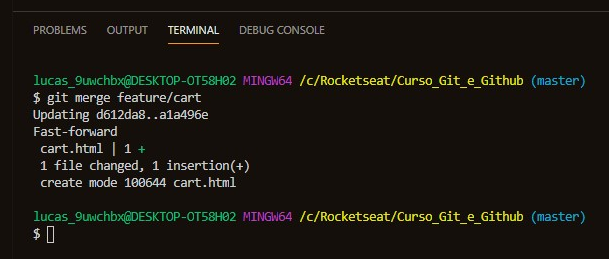 PROBLEMS OUTPUT TERMINAL DEBUG CONSOLE
lucas_9uwchbx@DESKTOP-OT58H02 MINGW64 /c/Rocketseat/Curso_Git_e_Github (master)
$ git merge feature/cart
Updating d612da8..a1a496e
Fast-forward
 cart.html | 1 +
 1 file changed, 1 insertion(+)
 create mode 100644 cart.html
lucas_9uwchbx@DESKTOP-OT58H02 MINGW64 /c/Rocketseat/Curso_Git_e_Github (master)
$